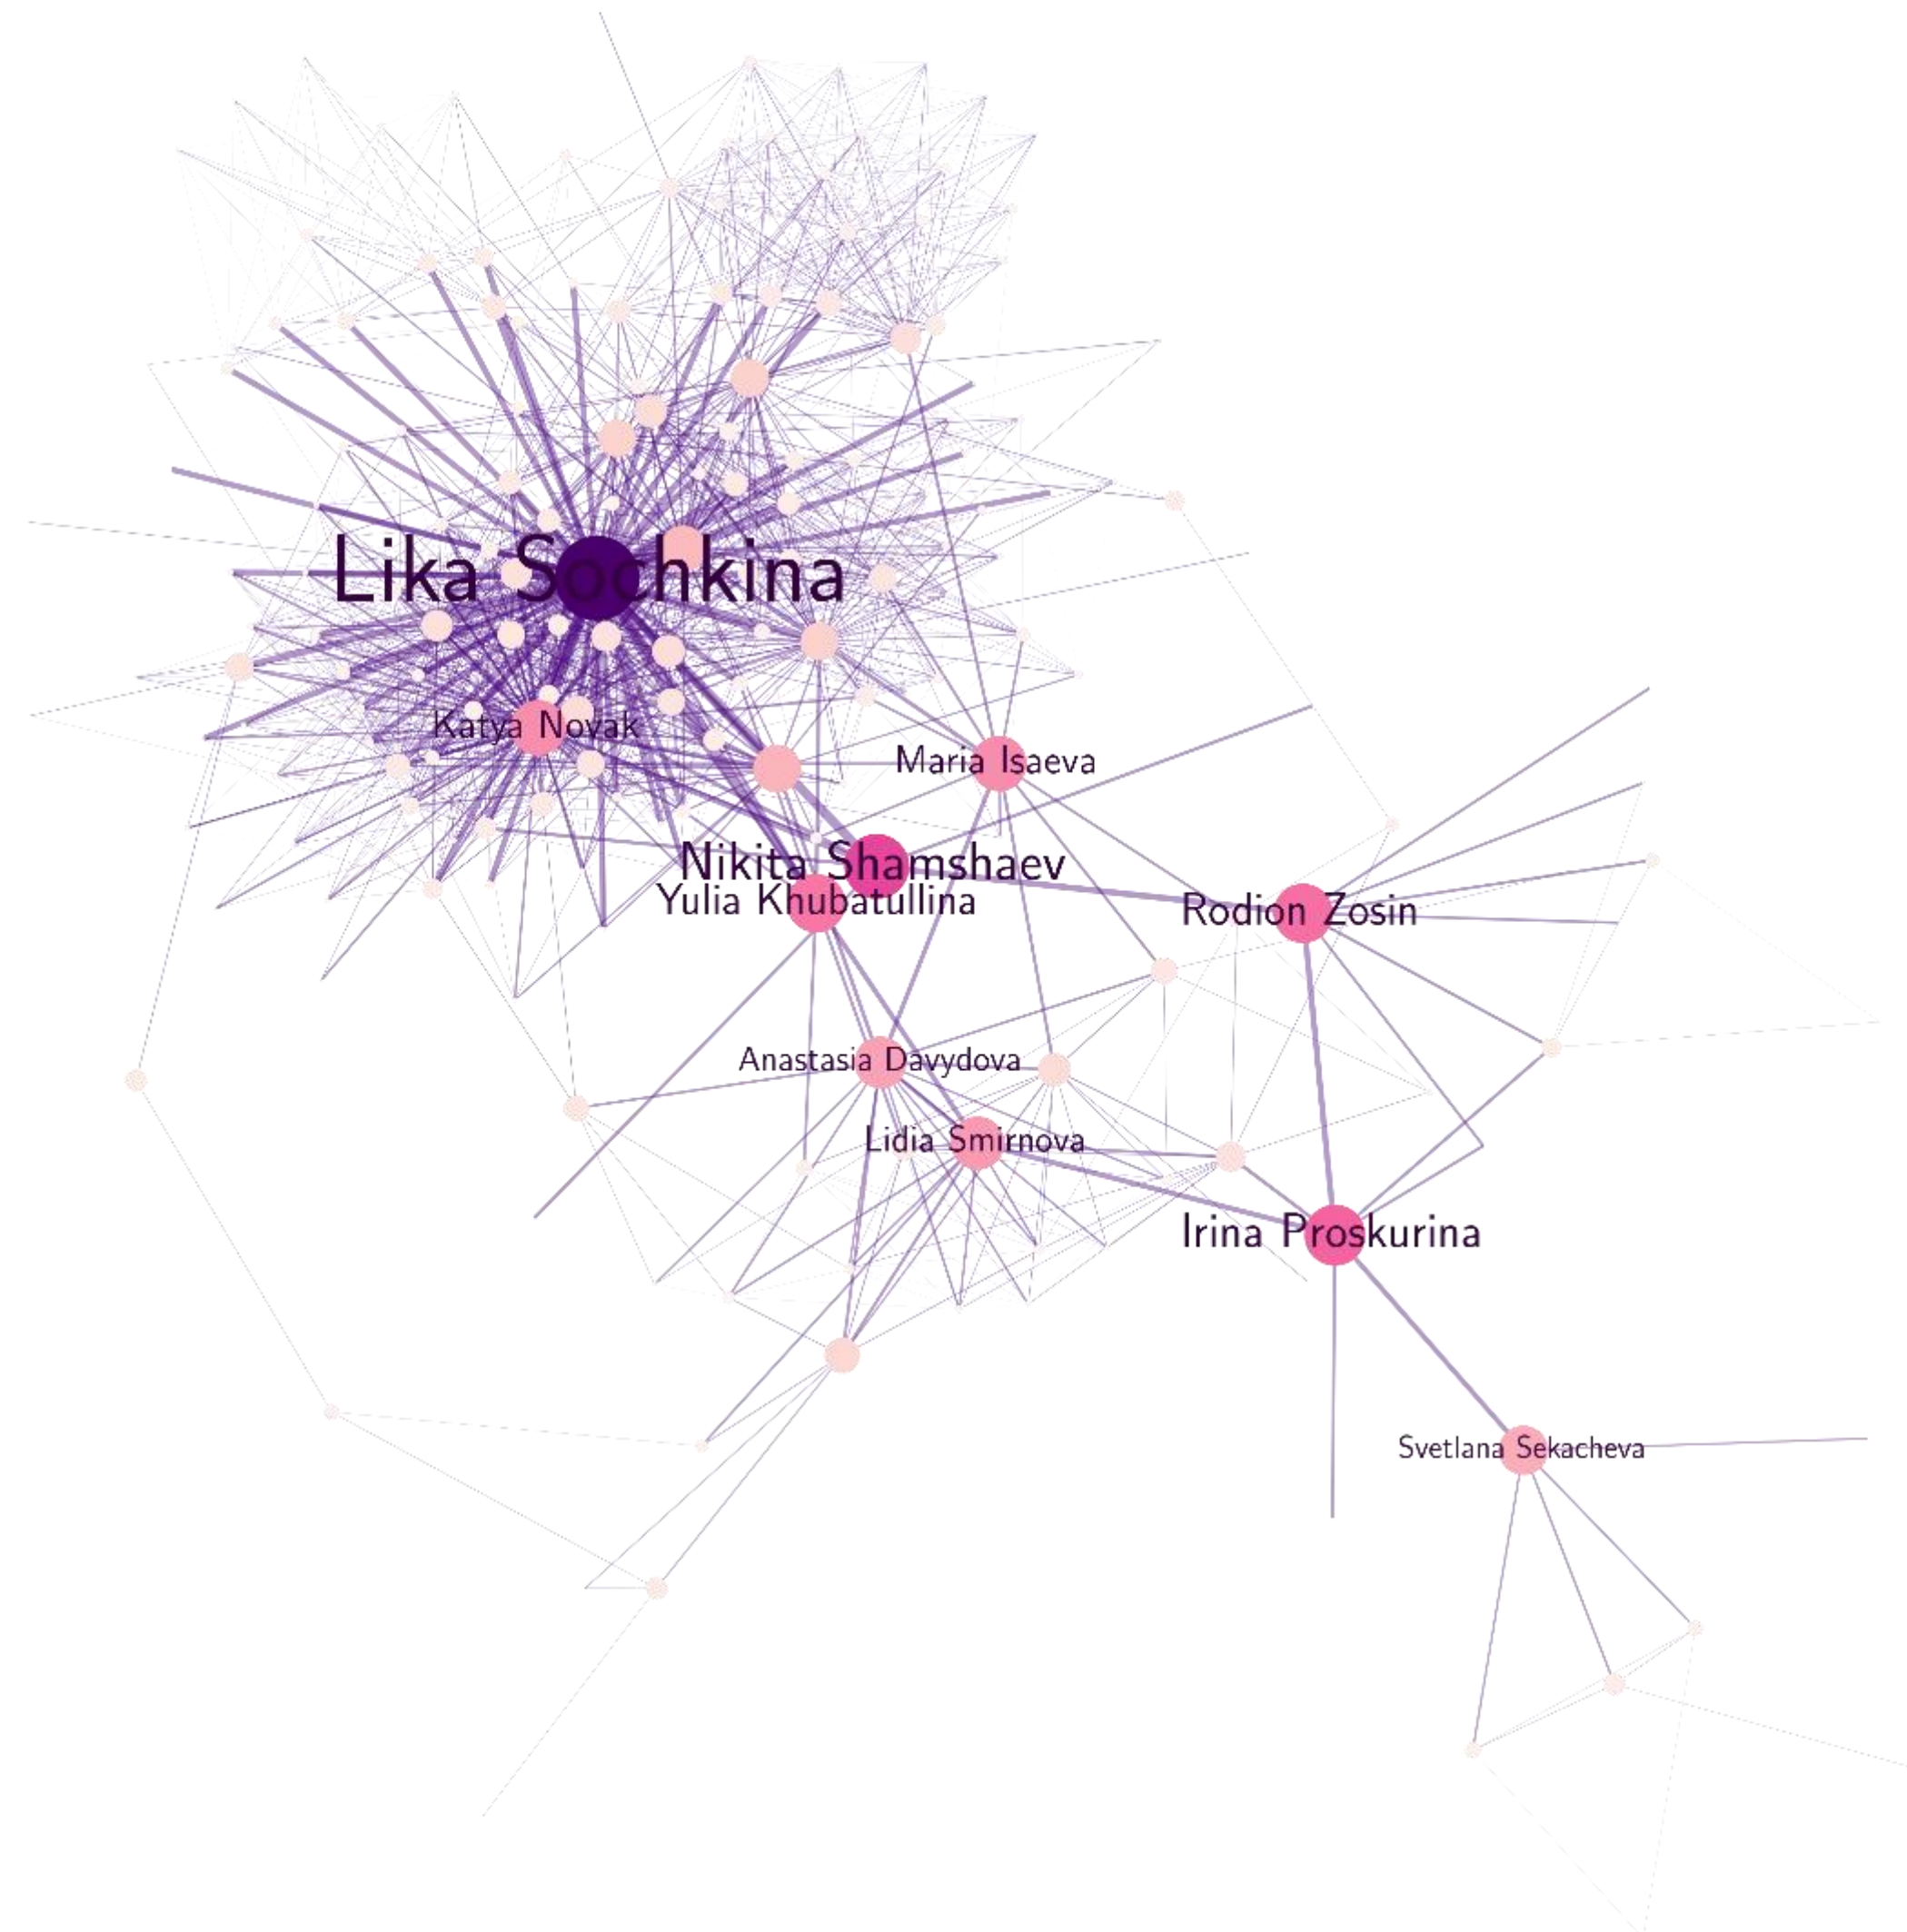 Lika Sochkina
Katya Novak
Maria Isaeva
Nikita Shamshaev
Yulia Khubatullina
Rodion Zosin
Anastasia Davydova
Lidia Smirnova
Irina Proskurina
Svetlana Sekacheva